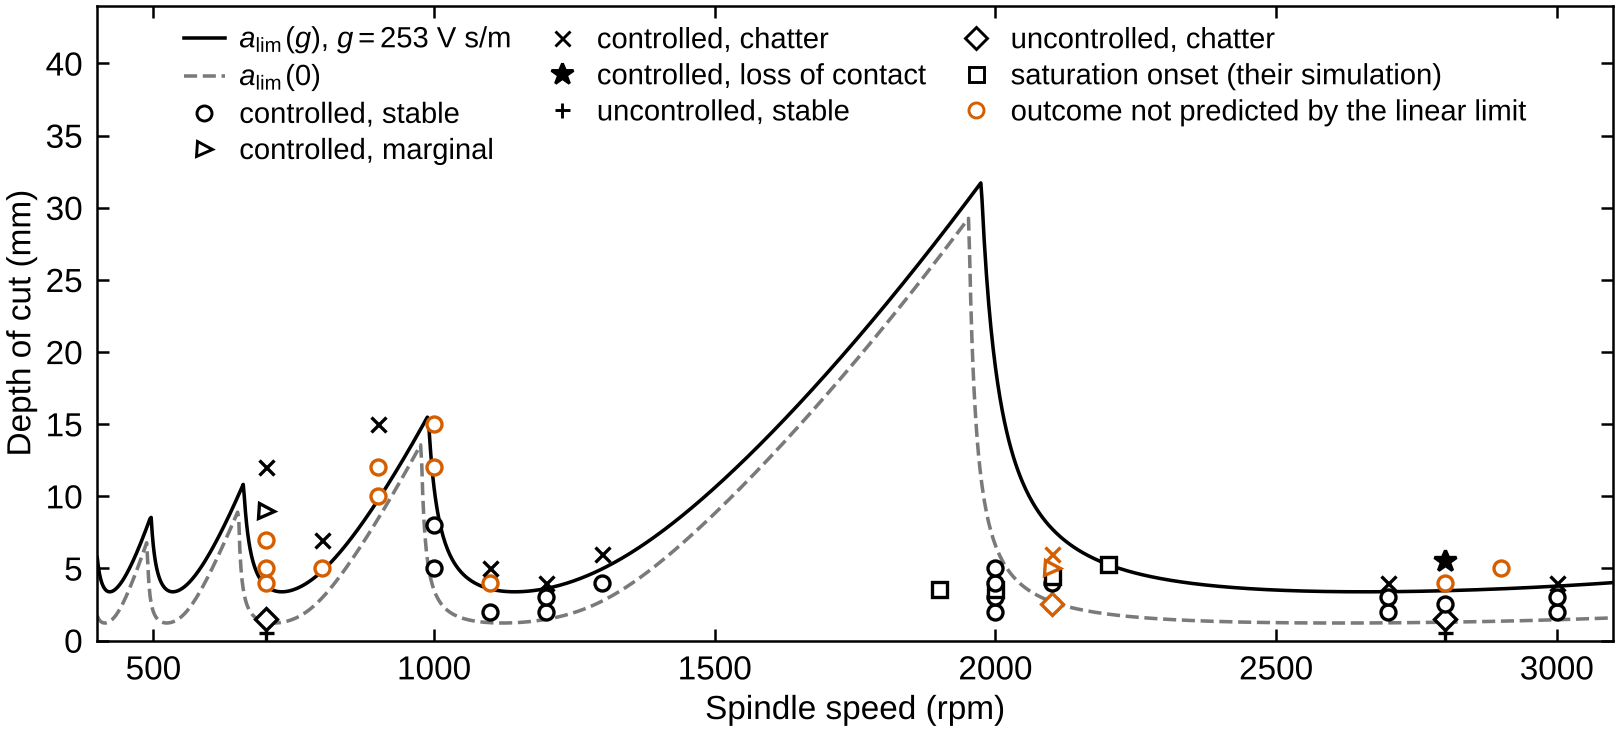 a_lim(g), g = 253 V s/m
a_lim(0)
controlled, stable
controlled, marginal
controlled, chatter
controlled, loss of contact
uncontrolled, stable
uncontrolled, chatter
saturation onset (their simulation)
outcome not predicted by the linear limit
Depth of cut (mm)
40
35
30
25
20
15
10
5
0
500 1000 1500 2000 2500 3000
Spindle speed (rpm)